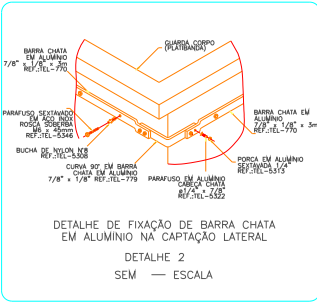 GUARDA CORPO
(PLATIBANDA)
BARRA CHATA
EM ALUMÍNIO
7/8" x 1/8" x 3m
REF.:TEL-770
PARAFUSO SEXTAVADO
EM AÇO INOX
ROSCA SOBERBA
M6 x 45mm
REF.:TEL-5346
BUCHA DE NYLON N°8
REF.:TEL-5308
CURVA 90° EM BARRA
CHATA EM ALUMÍNIO
7/8" x 1/8" REF.:TEL-779
BARRA CHATA EM
ALUMÍNIO
7/8" x 1/8" x 3m
REF.:TEL-770
PORCA EM ALUMÍNIO
SEXTAVADA 1/4"
REF.:TEL-5313
PARAFUSO EM ALUMÍNIO
CABEÇA CHATA
ø1/4" x 7/8"
REF.:TEL-5322
DETALHE DE FIXAÇÃO DE BARRA CHATA
EM ALUMÍNIO NA CAPTAÇÃO LATERAL
DETALHE 2
SEM — ESCALA